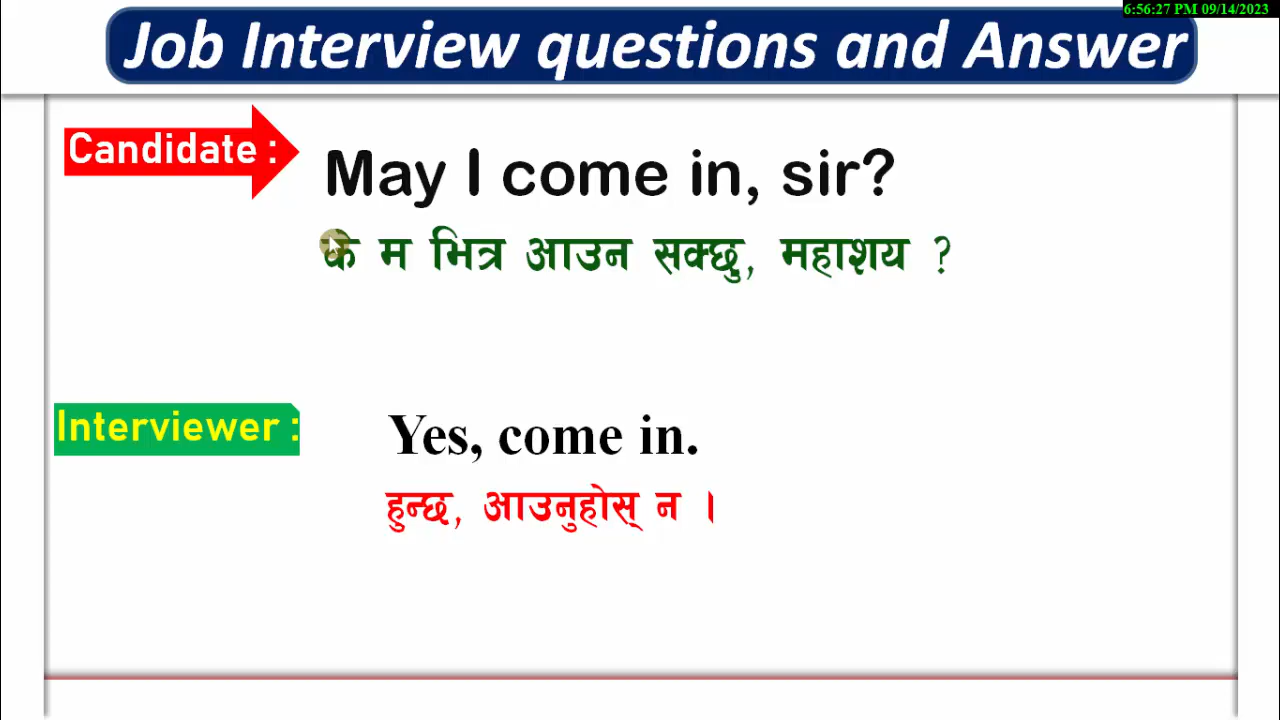 6:56:27 PM 09/14/2023
Job Interview questions and Answer
Candidate :
May I come in, sir?
के म भित्र आउन सक्छु, महाशय ?
Interviewer :
Yes, come in.
हुन्छ, आउनुहोस् न ।